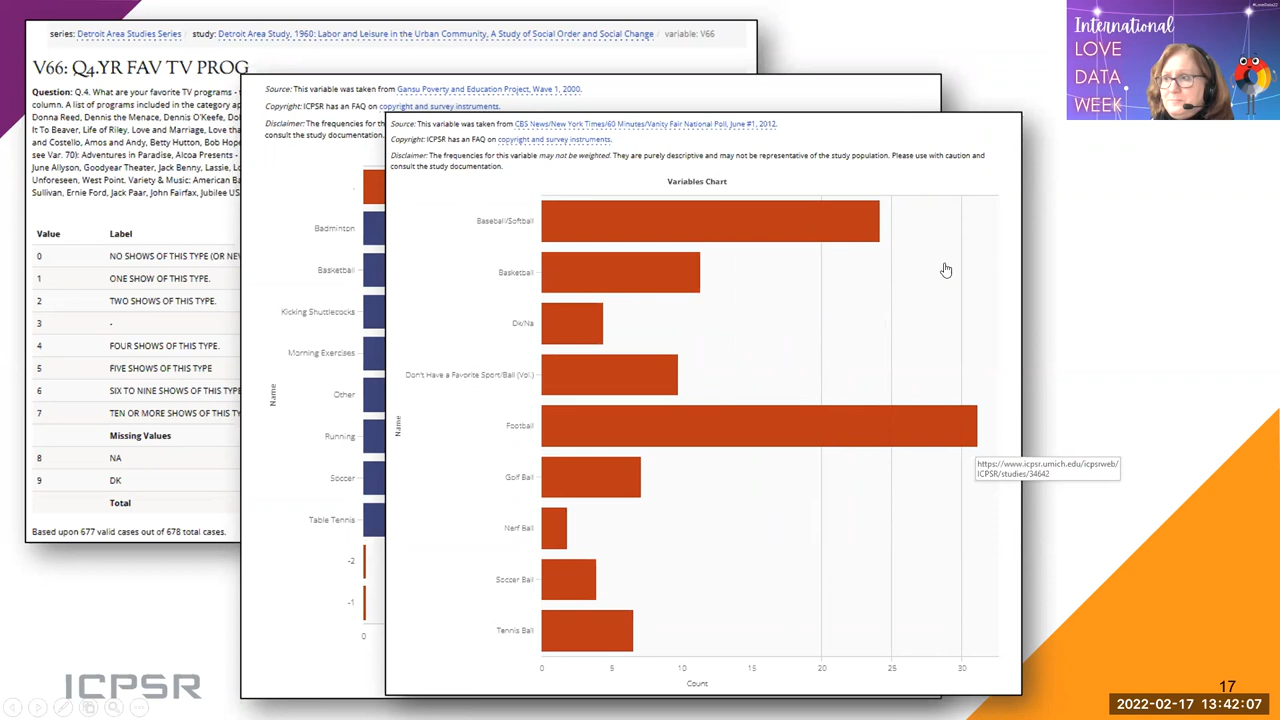 series: Detroit Area Studies Series / study: Detroit Area Study, 1960: Labor and Leisure in the Urban Community, A Study of Social Order and Social Change / variable: V66
V66: Q4.YR FAV TV PROG
Question: Q.4. What are your favorite TV programs -
column. A list of programs included in the category ap
Donna Reed, Dennis the Menace, Dennis O'Keefe, Do
It To Beaver, Life of Riley, Love and Marriage, Love tha
and Costello, Amos and Andy, Betty Hutton, Bob Hop
see Var. 70): Adventures in Paradise, Alcoa Presents -
June Allyson, Goodyear Theater, Jack Benny, Lassie, Lo
Unforeseen, West Point. Variety & Music: American Ba
Sullivan, Ernie Ford, Jack Paar, John Fairfax, Jubilee US
Value Label
0 NO SHOWS OF THIS TYPE (OR NEV
1 ONE SHOW OF THIS TYPE.
2 TWO SHOWS OF THIS TYPE.
3 -
4 FOUR SHOWS OF THIS TYPE.
5 FIVE SHOWS OF THIS TYPE
6 SIX TO NINE SHOWS OF THIS TYPE
7 TEN OR MORE SHOWS OF THIS TY
Missing Values
8 NA
9 DK
Total
Based upon 677 valid cases out of 678 total cases.
Source: This variable was taken from Gansu Poverty and Education Project, Wave 1, 2000.
Copyright: ICPSR has an FAQ on copyright and survey instruments.
Disclaimer: The frequencies for th
consult the study documentation.
-
Badminton
Basketball
Kicking Shuttlecocks
Morning Exercises
Other
Running
Soccer
Table Tennis
-2
-1
0
Name
Source: This variable was taken from CBS News/New York Times/60 Minutes/Vanity Fair National Poll, June #1, 2012.
Copyright: ICPSR has an FAQ on copyright and survey instruments.
Disclaimer: The frequencies for this variable may not be weighted. They are purely descriptive and may not be representative of the study population. Please use with caution and
consult the study documentation.
Variables Chart
Baseball/Softball
Basketball
Dk/Na
Don't Have a Favorite Sport/Ball (Vol.)
Football
Golf Ball
Nerf Ball
Soccer Ball
Tennis Ball
Name
0 5 10 15 20 25 30
Count
https://www.icpsr.umich.edu/icpsrweb/
ICPSR/studies/34642
#LoveData22
International
LOVE
DATA
WEEK
ICPSR
17
2022-02-17 13:42:07